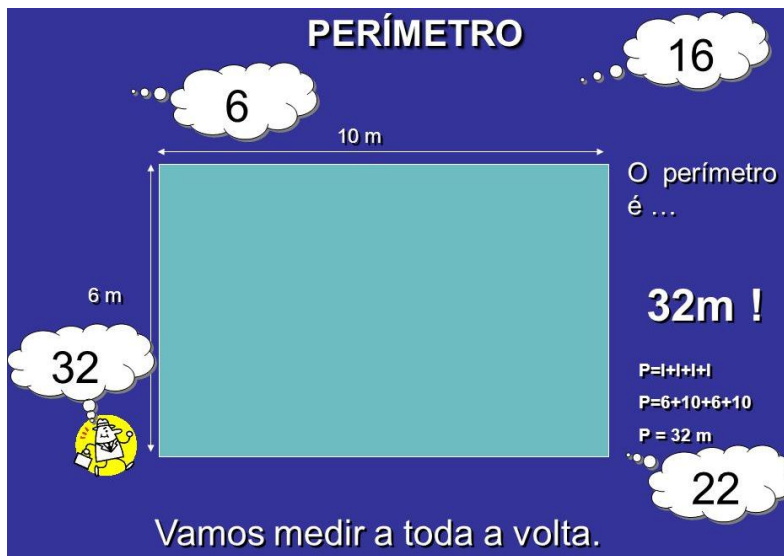 PERÍMETRO
16
6
10 m
O perímetro
é ...
6 m
32m !
32
P=l+l+l+l
P=6+10+6+10
P = 32 m
22
Vamos medir a toda a volta.